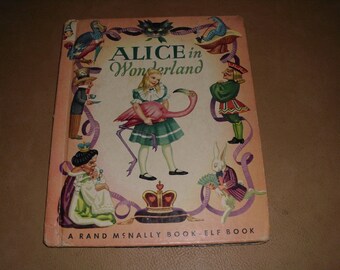 ALICE in
Wonderland
A RAND MCNALLY BOOK-ELF BOOK